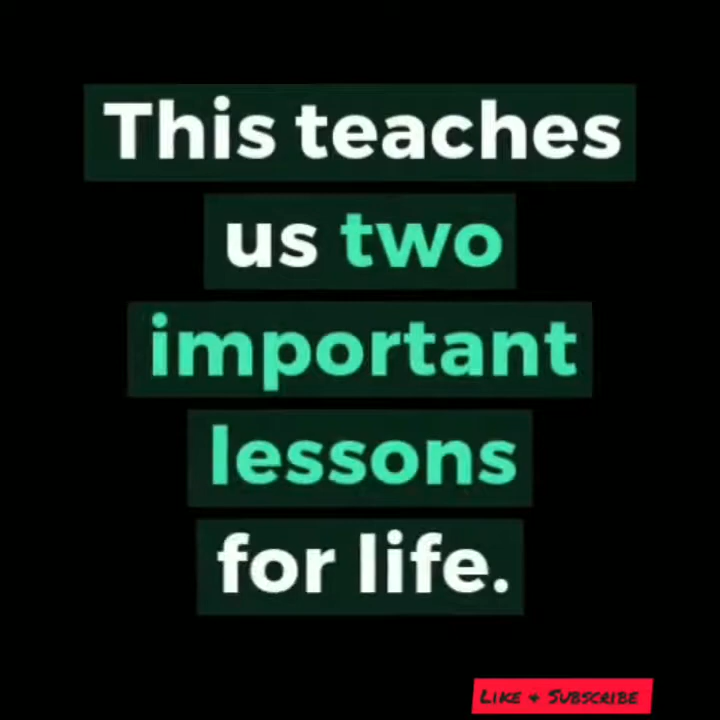 This teaches
us two
important
lessons
for life.
LIKE + SUBSCRIBE